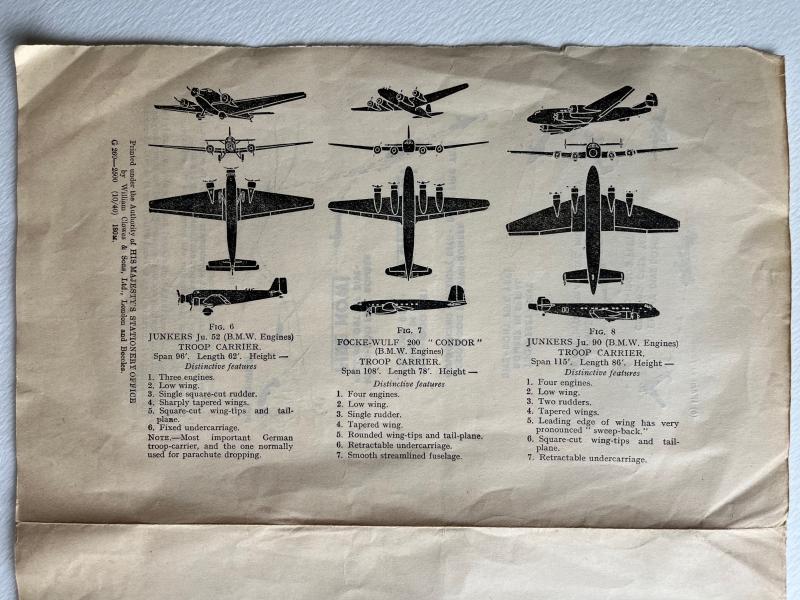 Printed under the Authority of HIS MAJESTY'S STATIONERY OFFICE
by William Clowes & Sons, Ltd., London and Beccles.
G 260—2500 (10/40) 180M.
FIG. 6
JUNKERS Ju. 52 (B.M.W. Engines)
TROOP CARRIER.
Span 96'. Length 62'. Height —
Distinctive features
1. Three engines.
2. Low wing.
3. Single square-cut rudder.
4. Sharply tapered wings.
5. Square-cut wing-tips and tail-
plane.
6. Fixed undercarriage.
NOTE.—Most important German
troop-carrier, and the one normally
used for parachute dropping.
FIG. 7
FOCKE-WULF 200 "CONDOR"
(B.M.W. Engines)
TROOP CARRIER.
Span 108'. Length 78'. Height —
Distinctive features
1. Four engines.
2. Low wing.
3. Single rudder.
4. Tapered wing.
5. Rounded wing-tips and tail-plane.
6. Retractable undercarriage.
7. Smooth streamlined fuselage.
FIG. 8
JUNKERS Ju. 90 (B.M.W. Engines)
TROOP CARRIER.
Span 115'. Length 86'. Height —
Distinctive features
1. Four engines.
2. Low wing.
3. Two rudders.
4. Tapered wings.
5. Leading edge of wing has very
pronounced "sweep-back."
6. Square-cut wing-tips and tail-
plane.
7. Retractable undercarriage.